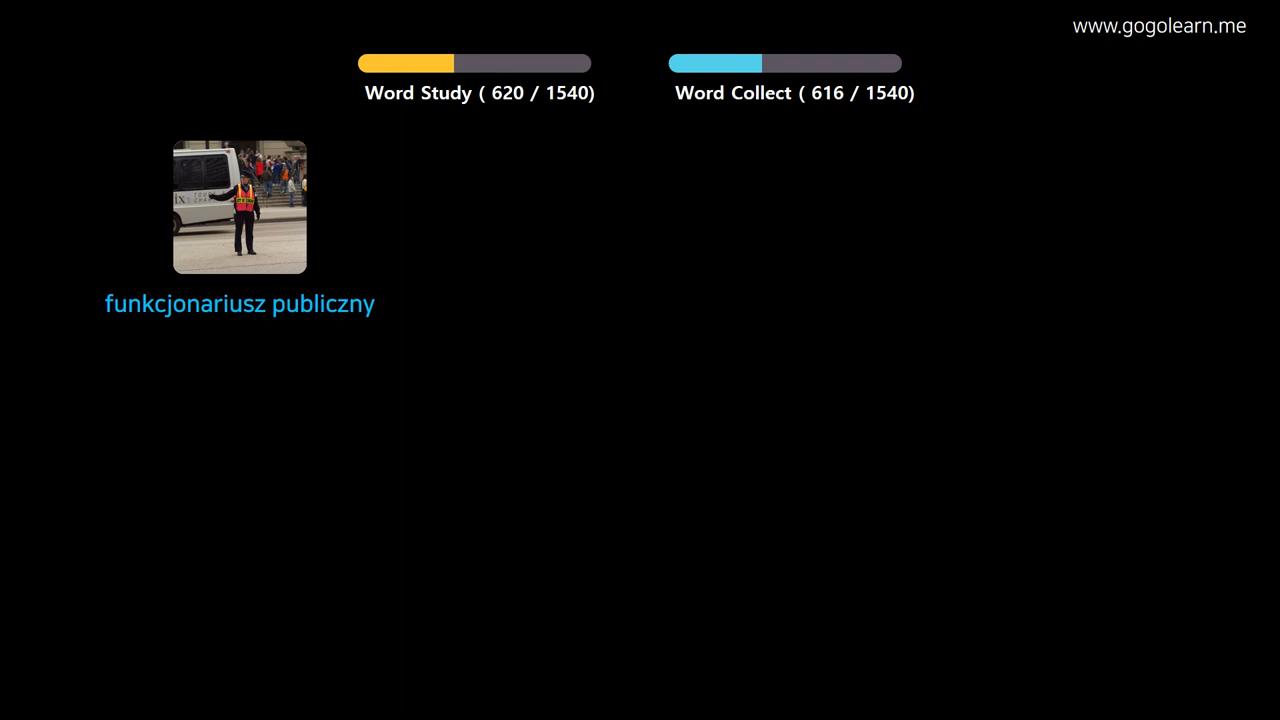 www.gogolearn.me
Word Study ( 620 / 1540)
Word Collect ( 616 / 1540)
funkcjonariusz publiczny